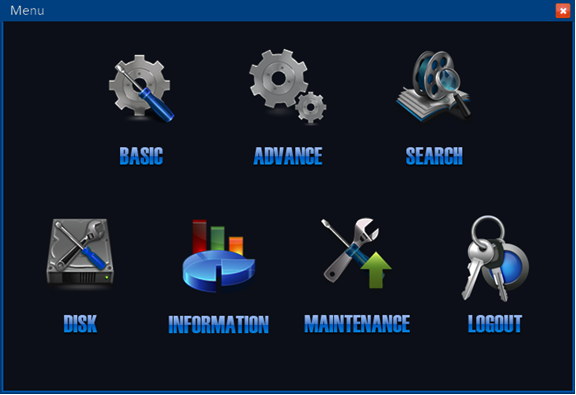 Menu
BASIC
ADVANCE
SEARCH
DISK
INFORMATION
MAINTENANCE
LOGOUT